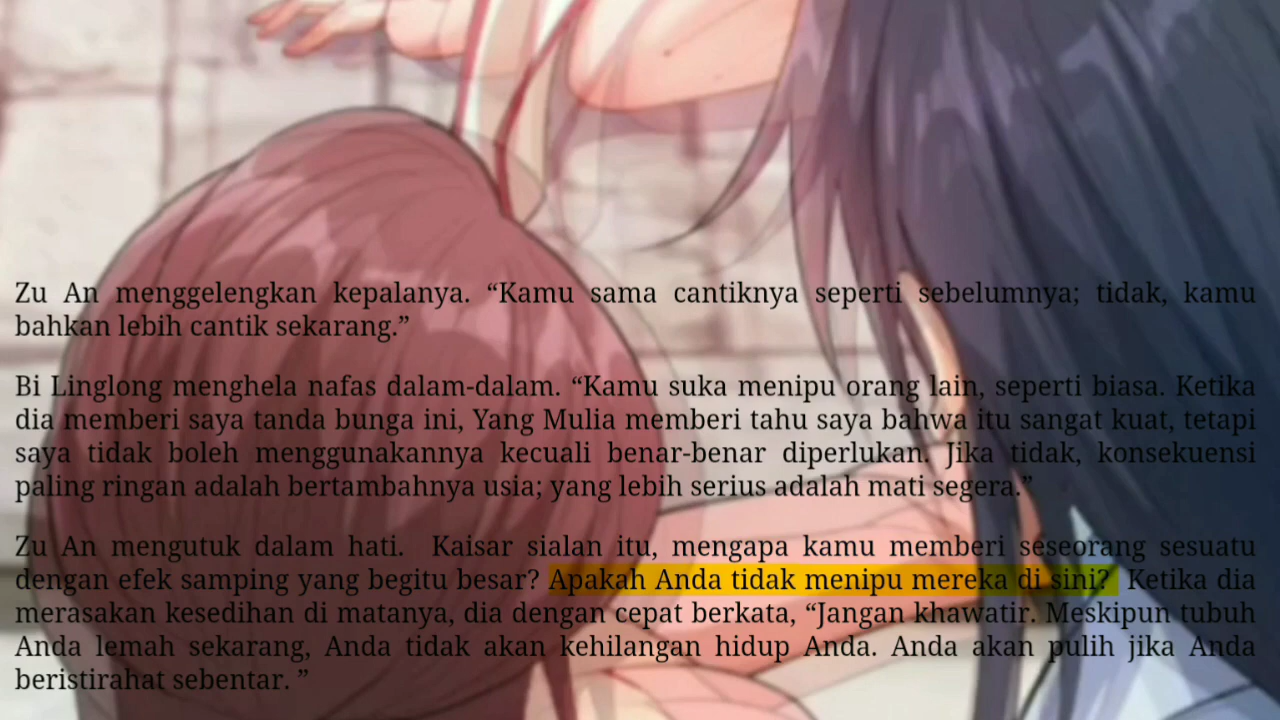 Zu An menggelengkan kepalanya. “Kamu sama cantiknya seperti sebelumnya; tidak, kamu
bahkan lebih cantik sekarang.”
Bi Linglong menghela nafas dalam-dalam. “Kamu suka menipu orang lain, seperti biasa. Ketika
dia memberi saya tanda bunga ini, Yang Mulia memberi tahu saya bahwa itu sangat kuat, tetapi
saya tidak boleh menggunakannya kecuali benar-benar diperlukan. Jika tidak, konsekuensi
paling ringan adalah bertambahnya usia; yang lebih serius adalah mati segera.”
Zu An mengutuk dalam hati. Kaisar sialan itu, mengapa kamu memberi seseorang sesuatu
dengan efek samping yang begitu besar? Apakah Anda tidak menipu mereka di sini? Ketika dia
merasakan kesedihan di matanya, dia dengan cepat berkata, “Jangan khawatir. Meskipun tubuh
Anda lemah sekarang, Anda tidak akan kehilangan hidup Anda. Anda akan pulih jika Anda
beristirahat sebentar. ”